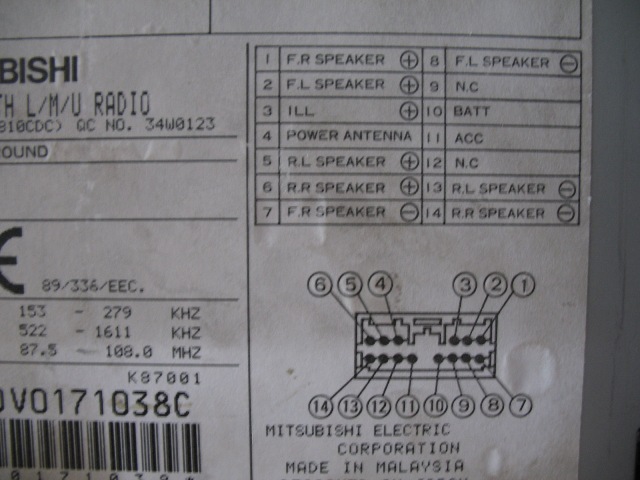 BISHI
TH L/M/U RADIO
810CDC) QC NO. 34W0123
OUND
CE
89/336/EEC.
153 - 279 KHZ
522 - 1611 KHZ
87.5 - 108.0 MHZ
K87001
0V0171038C
1 F.R SPEAKER ⊕ 8 F.L SPEAKER ⊖
2 F.L SPEAKER ⊕ 9 N.C
3 ILL ⊕ 10 BATT
4 POWER ANTENNA 11 ACC
5 R.L SPEAKER ⊕ 12 N.C
6 R.R SPEAKER ⊕ 13 R.L SPEAKER ⊖
7 F.R SPEAKER ⊖ 14 R.R SPEAKER ⊖
6 5 4 3 2 1
14 13 12 11 10 9 8 7
MITSUBISHI ELECTRIC
CORPORATION
MADE IN MALAYSIA